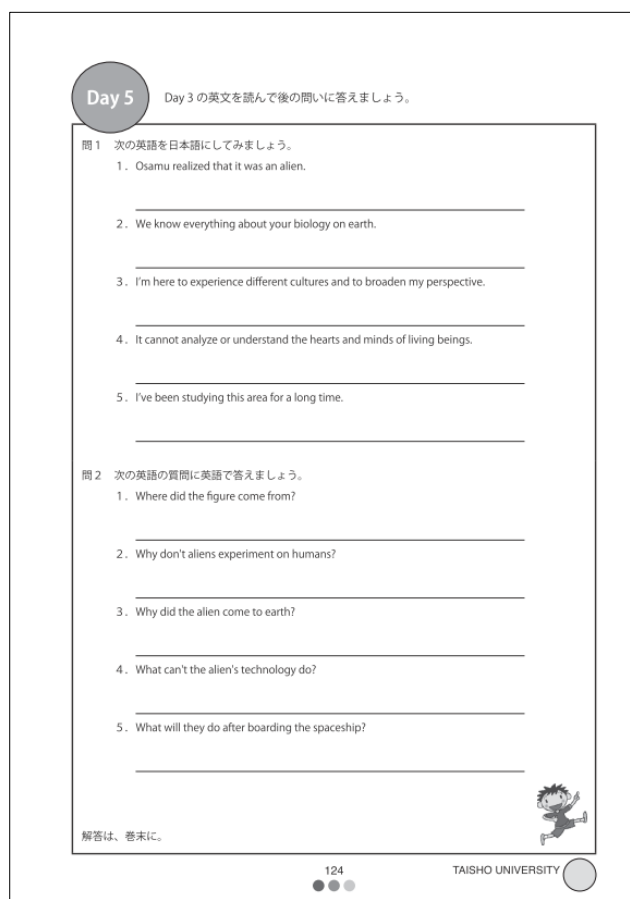 Day 5
Day 3 の英文を読んで後の問いに答えましょう。
問1 次の英語を日本語にしてみましょう。
1. Osamu realized that it was an alien.
2. We know everything about your biology on earth.
3. I'm here to experience different cultures and to broaden my perspective.
4. It cannot analyze or understand the hearts and minds of living beings.
5. I've been studying this area for a long time.
問2 次の英語の質問に英語で答えましょう。
1. Where did the figure come from?
2. Why don't aliens experiment on humans?
3. Why did the alien come to earth?
4. What can't the alien's technology do?
5. What will they do after boarding the spaceship?
解答は、巻末に。
124
TAISHO UNIVERSITY